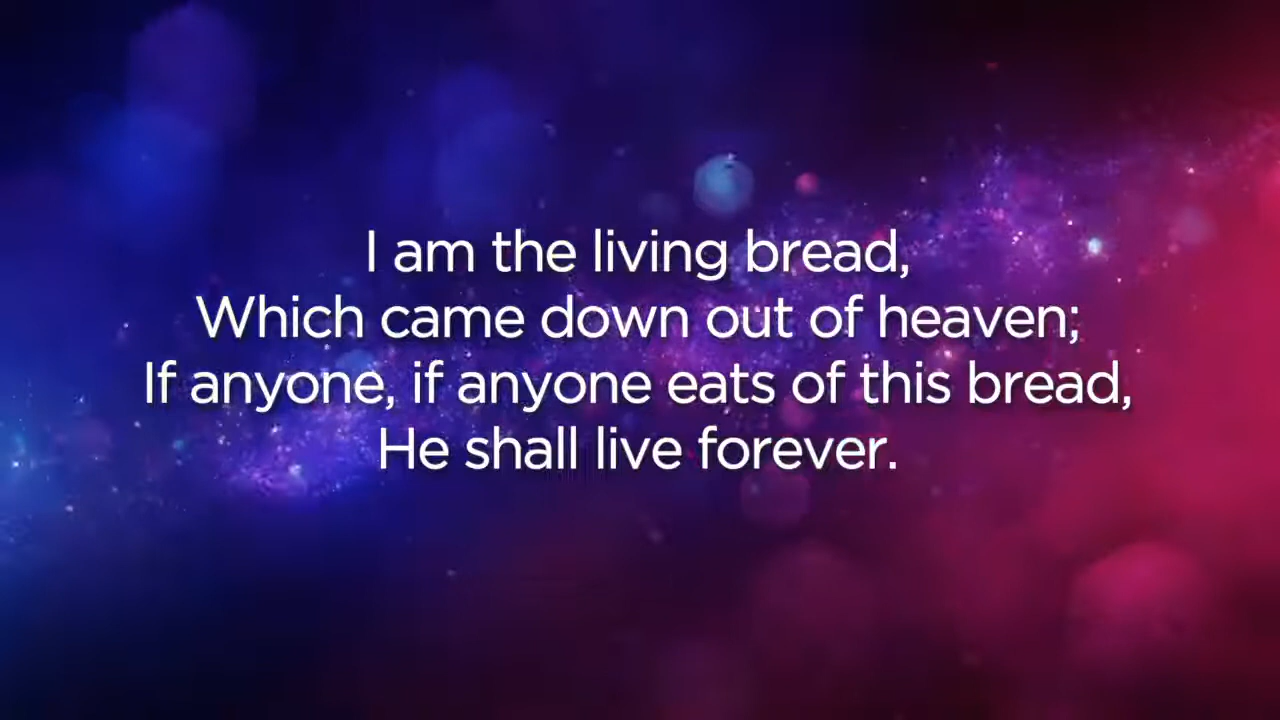 I am the living bread,
Which came down out of heaven;
If anyone, if anyone eats of this bread,
He shall live forever.